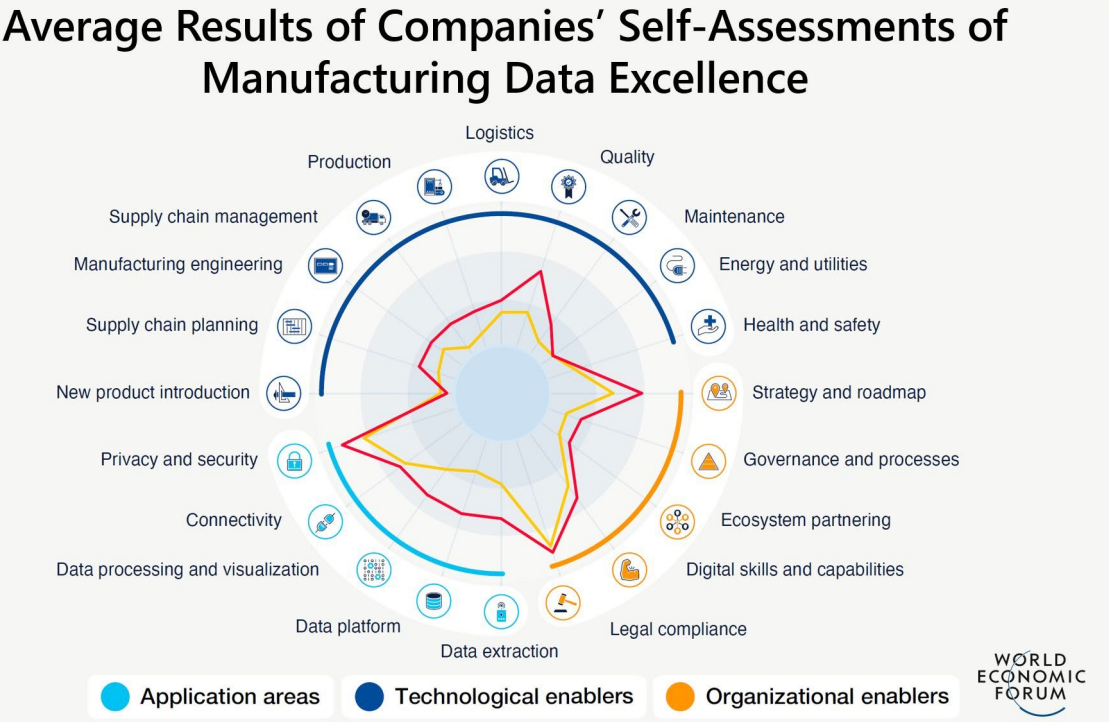 Average Results of Companies’ Self-Assessments of
Manufacturing Data Excellence
Logistics
Production
Quality
Supply chain management
Maintenance
Manufacturing engineering
Energy and utilities
Supply chain planning
Health and safety
New product introduction
Strategy and roadmap
Privacy and security
Governance and processes
Connectivity
Ecosystem partnering
Data processing and visualization
Digital skills and capabilities
Data platform
Legal compliance
Data extraction
Application areas
Technological enablers
Organizational enablers
WORLD
ECONOMIC
FORUM